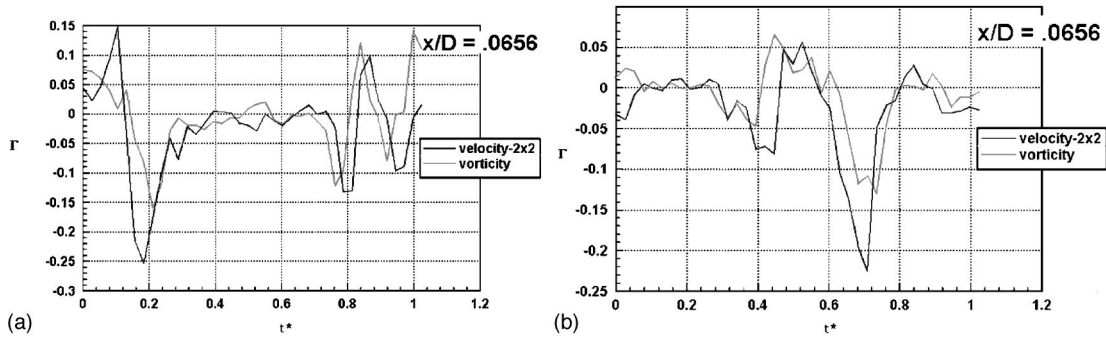 0.15
0.1
0.05
0
-0.05
-0.1
-0.15
-0.2
-0.25
-0.3
Γ
0 0.2 0.4 0.6 0.8 1 1.2
t*
x/D = .0656
velocity-2x2
vorticity
(a)
0.05
0
-0.05
-0.1
-0.15
-0.2
-0.25
Γ
0 0.2 0.4 0.6 0.8 1 1.2
t*
x/D = .0656
velocity-2x2
vorticity
(b)